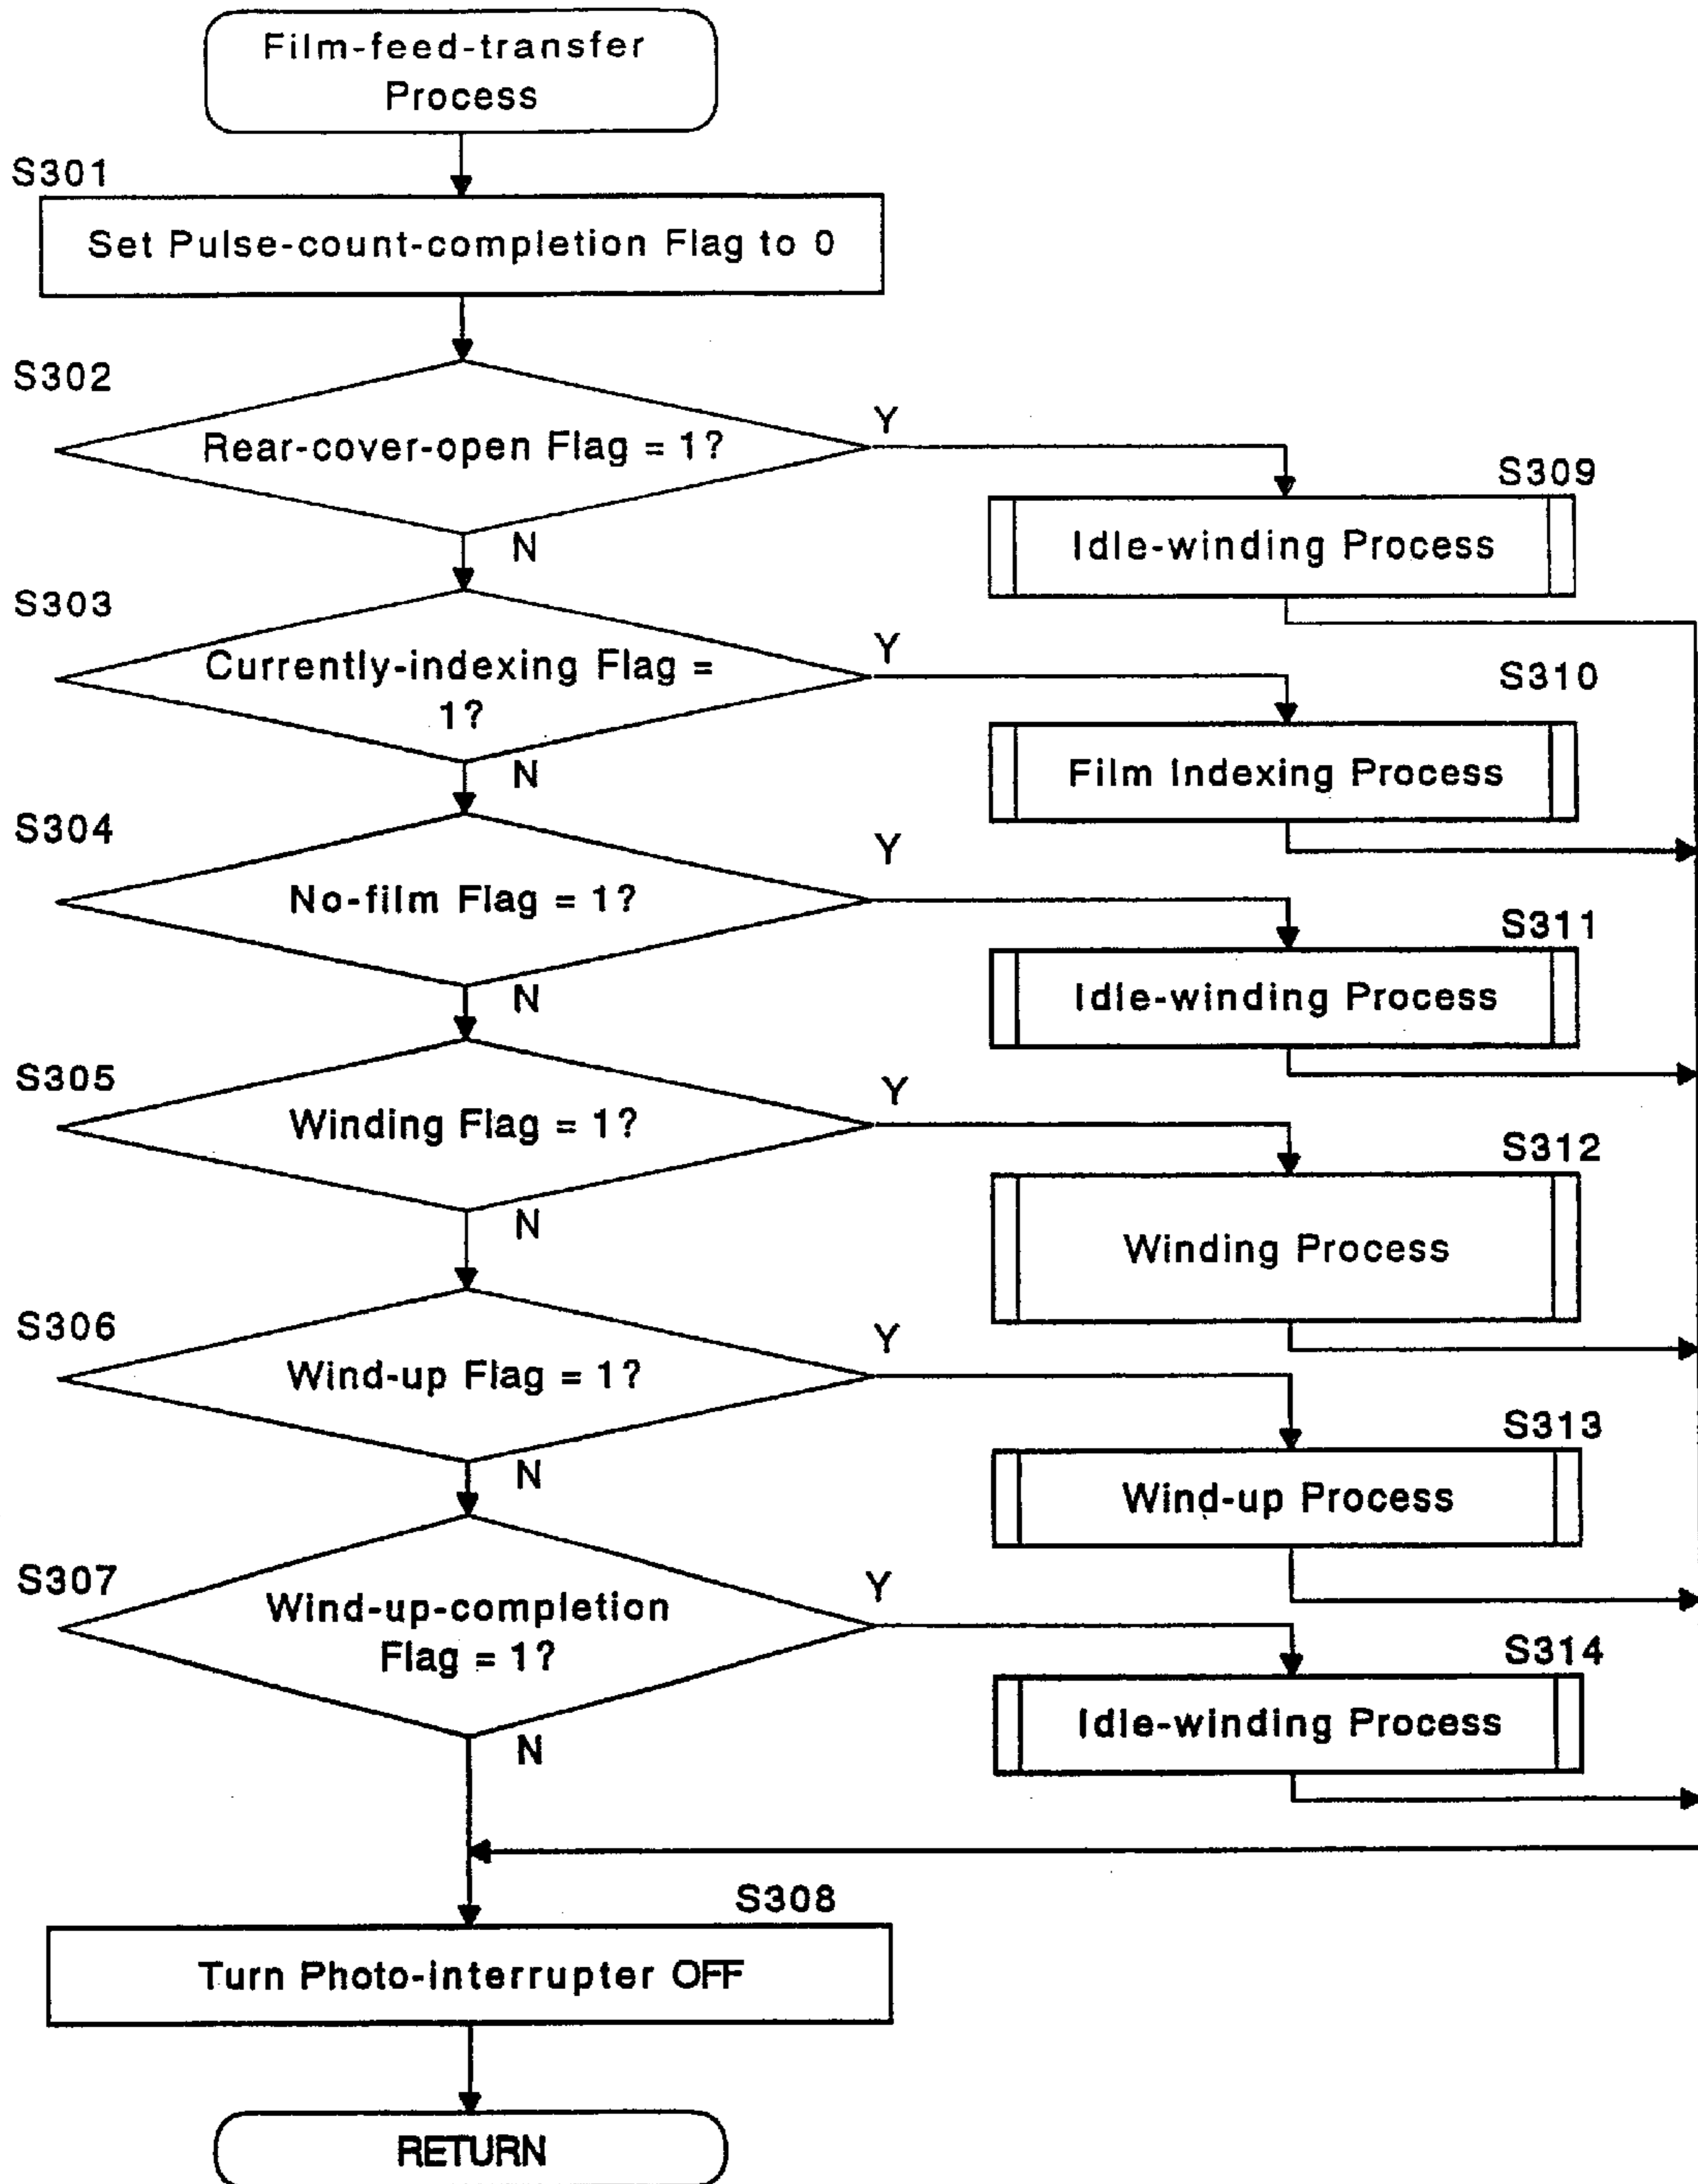 Film-feed-transfer
Process
S301
Set Pulse-count-completion Flag to 0
S302
Rear-cover-open Flag = 1?
Y
N
S309
Idle-winding Process
S303
Currently-indexing Flag =
1?
Y
N
S310
Film Indexing Process
S304
No-film Flag = 1?
Y
N
S311
Idle-winding Process
S305
Winding Flag = 1?
Y
N
S312
Winding Process
S306
Wind-up Flag = 1?
Y
N
S313
Wind-up Process
S307
Wind-up-completion
Flag = 1?
Y
N
S314
Idle-winding Process
S308
Turn Photo-interrupter OFF
RETURN